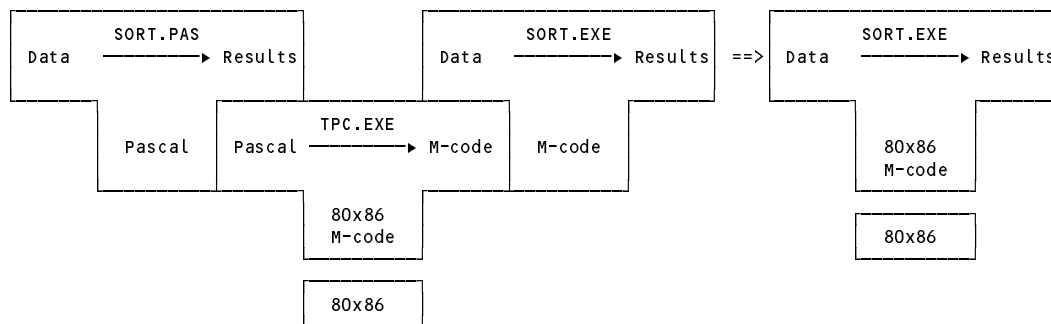 SORT.PAS SORT.EXE SORT.EXE
Data Results Data Results ==> Data Results
TPC.EXE
Pascal Pascal M-code M-code 80x86
M-code
80x86
M-code 80x86
80x86